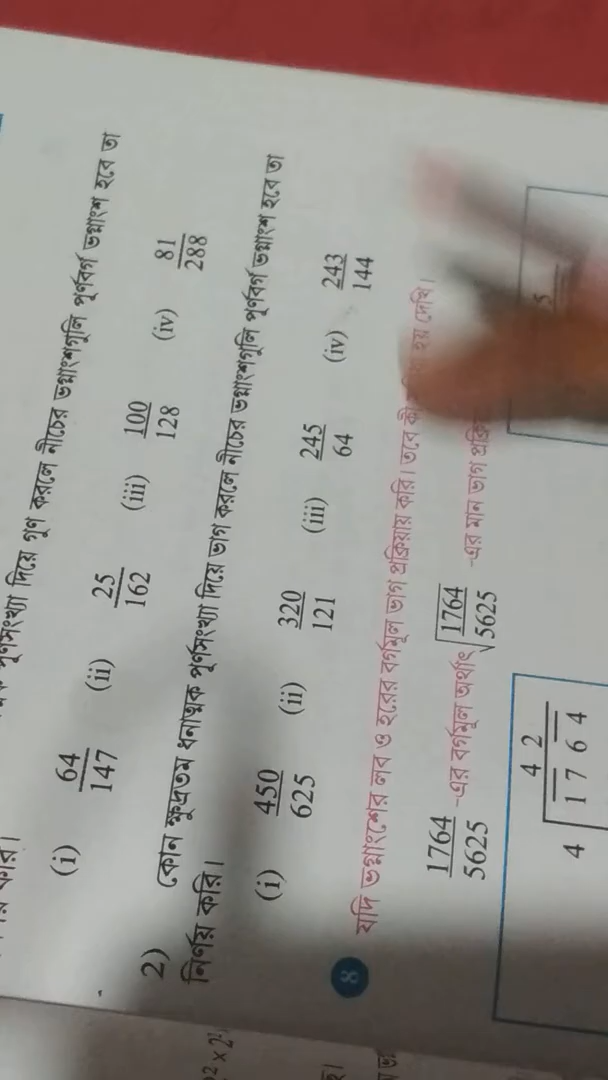 পূর্ণসংখ্যা দিয়ে গুণ করলে নীচের ভগ্নাংশগুলি পূর্ণবর্গ ভগ্নাংশ হবে তা
করি।
(i) 64/147 (ii) 25/162 (iii) 100/128 (iv) 81/288
2) কোন ক্ষুদ্রতম ধনাত্মক পূর্ণসংখ্যা দিয়ে ভাগ করলে নীচের ভগ্নাংশগুলি পূর্ণবর্গ ভগ্নাংশ হবে তা
নির্ণয় করি।
(i) 450/625 (ii) 320/121 (iii) 245/64 (iv) 243/144
8 যদি ভগ্নাংশের লব ও হরের বর্গমূল ভাগ প্রক্রিয়ায় করি। তবে কী হয় দেখি।
1764/5625 -এর বর্গমূল অর্থাৎ √1764/5625 -এর মান ভাগ
4 2
4 1 7 6 4
5